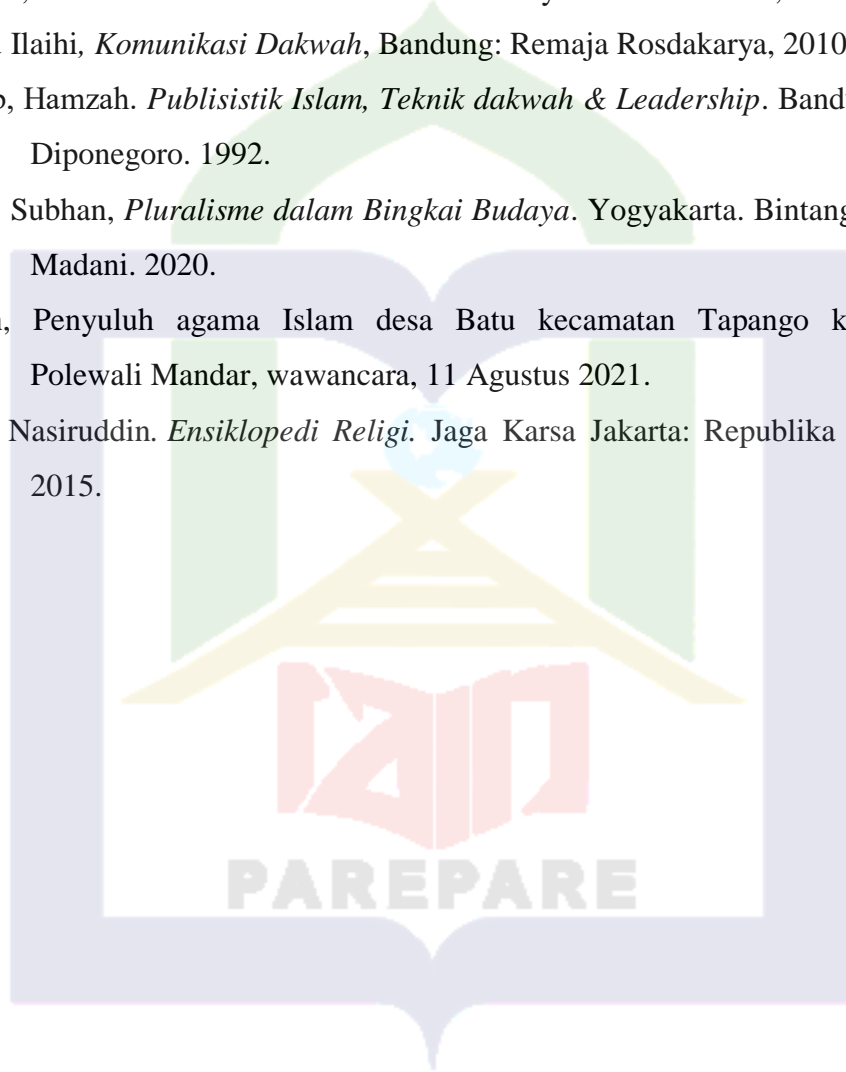 Ilaihi, Komunikasi Dakwah, Bandung: Remaja Rosdakarya, 2010
Hamzah. Publisistik Islam, Teknik dakwah & Leadership.
Diponegoro. 1992.
Subhan, Pluralisme dalam Bingkai Budaya. Yogyakarta. Bintang
Madani. 2020.
Penyuluh agama Islam desa Batu kecamatan Tapango
Polewali Mandar, wawancara, 11 Agustus 2021.
Nasiruddin. Ensiklopedi Religi. Jaga Karsa Jakarta: Republika
2015.
iain
PAREPARE